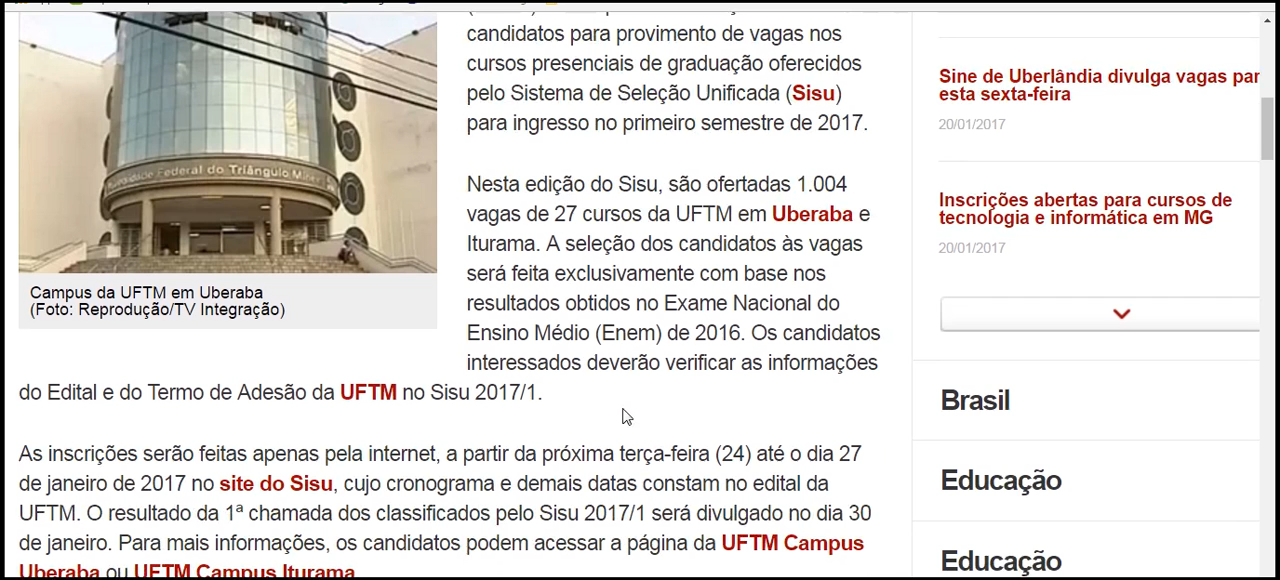 candidatos para provimento de vagas nos
cursos presenciais de graduação oferecidos
pelo Sistema de Seleção Unificada (Sisu)
para ingresso no primeiro semestre de 2017.
Federal do Triângulo
Campus da UFTM em Uberaba
(Foto: Reprodução/TV Integração)
Nesta edição do Sisu, são ofertadas 1.004
vagas de 27 cursos da UFTM em Uberaba e
Iturama. A seleção dos candidatos às vagas
será feita exclusivamente com base nos
resultados obtidos no Exame Nacional do
Ensino Médio (Enem) de 2016. Os candidatos
interessados deverão verificar as informações
do Edital e do Termo de Adesão da UFTM no Sisu 2017/1.
As inscrições serão feitas apenas pela internet, a partir da próxima terça-feira (24) até o dia 27
de janeiro de 2017 no site do Sisu, cujo cronograma e demais datas constam no edital da
UFTM. O resultado da 1ª chamada dos classificados pelo Sisu 2017/1 será divulgado no dia 30
de janeiro. Para mais informações, os candidatos podem acessar a página da UFTM Campus
Uberaba ou UFTM Campus Iturama
Sine de Uberlândia divulga vagas par
esta sexta-feira
20/01/2017
Inscrições abertas para cursos de
tecnologia e informática em MG
20/01/2017
Brasil
Educação
Educação